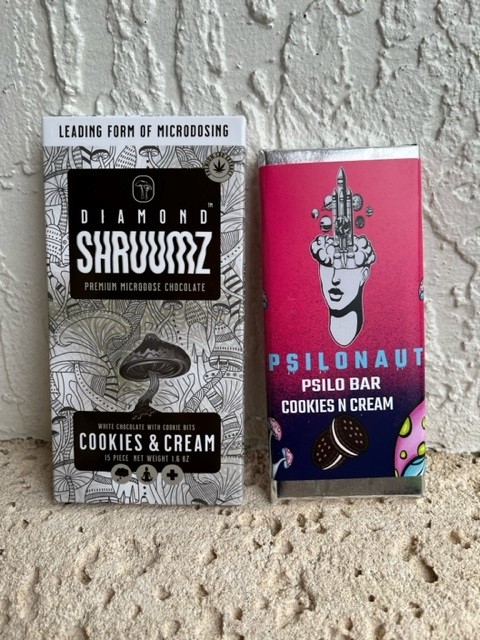 LEADING FORM OF MICRODOSING
DIAMOND™
SHRUUMZ
PREMIUM MICRODOSE CHOCOLATE
WHITE CHOCOLATE WITH COOKIE BITS
COOKIES & CREAM
15 PIECE NET WEIGHT 1.6 OZ
PSILONAUT
PSILO BAR
COOKIES N CREAM